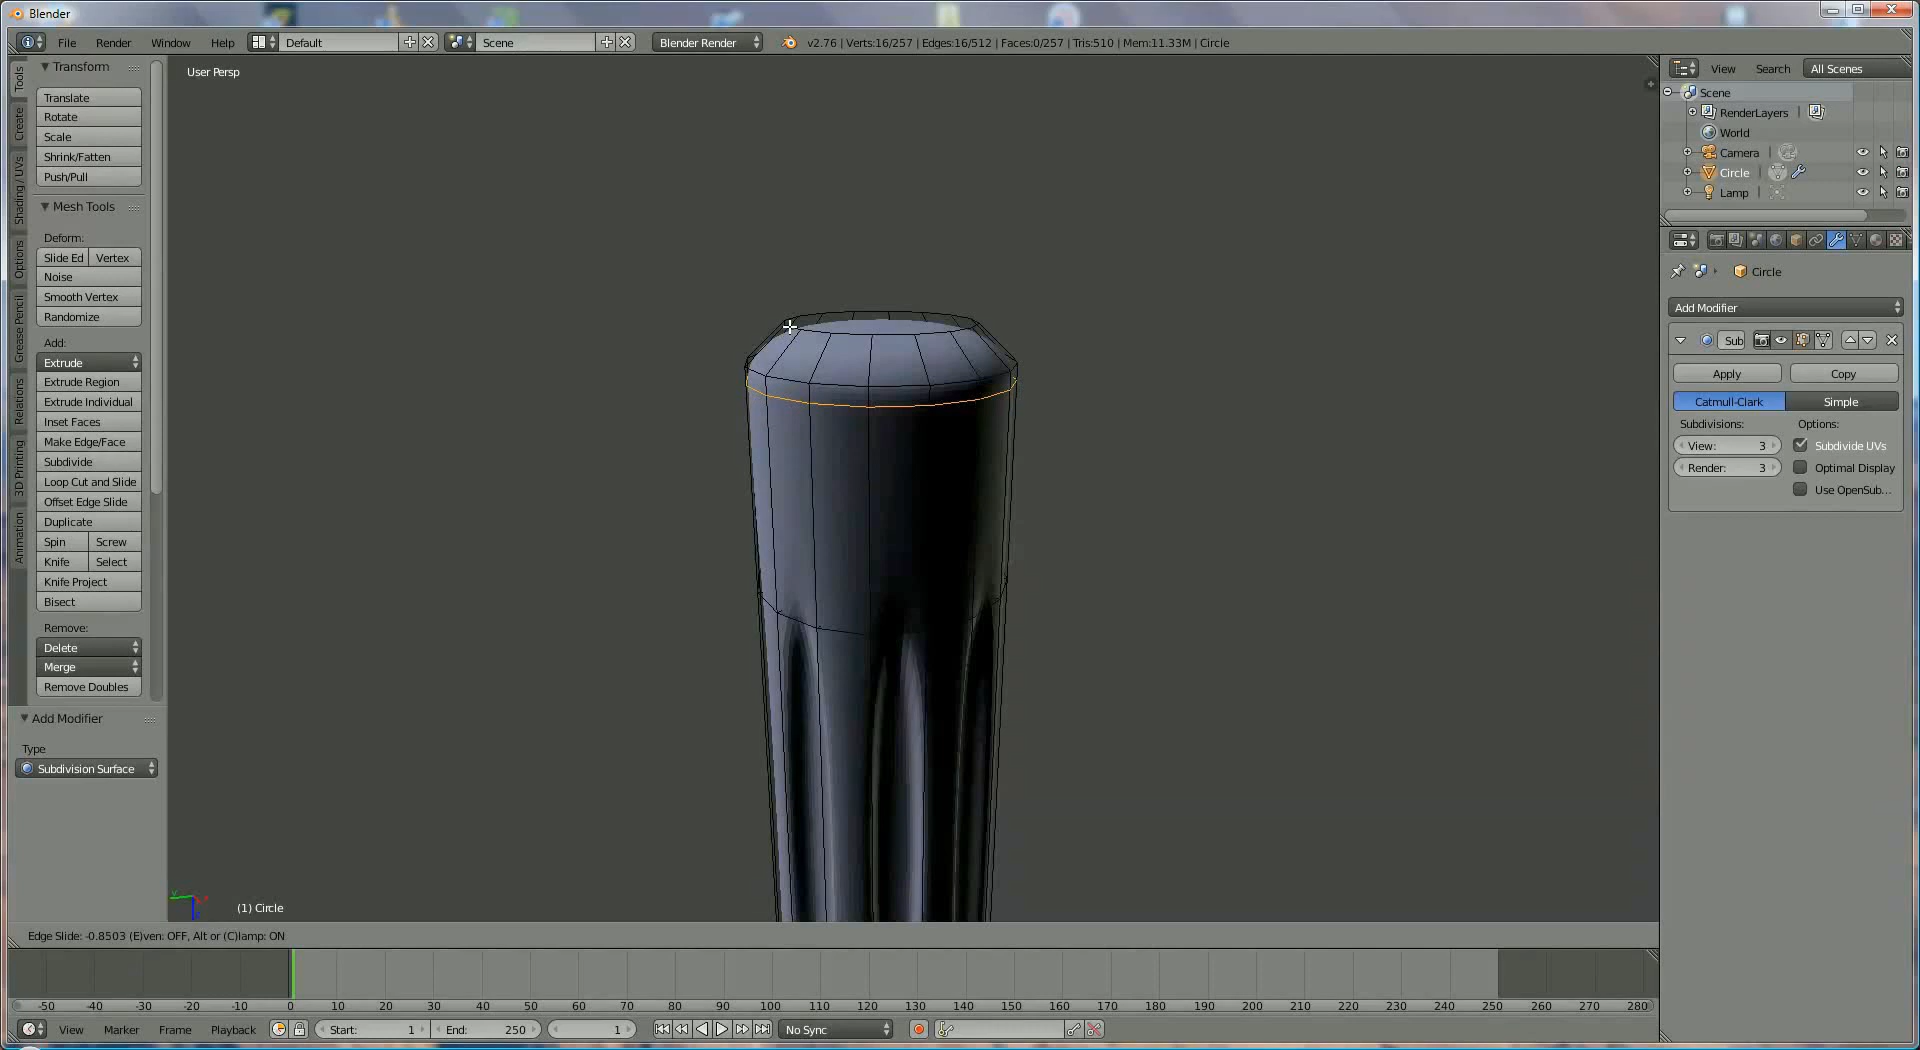 Blender
File Render Window Help Default Scene Blender Render v2.76 | Verts:16/257 | Edges:16/512 | Faces:0/257 | Tris:510 | Mem:11.33M | Circle
Tools
Create
Shading / UVs
Options
Grease Pencil
Relations
3D Printing
Animation
Transform
Translate
Rotate
Scale
Shrink/Fatten
Push/Pull
Mesh Tools
Deform:
Slide Ed Vertex
Noise
Smooth Vertex
Randomize
Add:
Extrude
Extrude Region
Extrude Individual
Inset Faces
Make Edge/Face
Subdivide
Loop Cut and Slide
Offset Edge Slide
Duplicate
Spin Screw
Knife Select
Knife Project
Bisect
Remove:
Delete
Merge
Remove Doubles
Add Modifier
Type
Subdivision Surface
User Persp
(1) Circle
Edge Slide: -0.8503 (E)ven: OFF, Alt or (C)lamp: ON
View Search All Scenes
Scene
RenderLayers
World
Camera
Circle
Lamp
Circle
Add Modifier
Sub
Apply Copy
Catmull-Clark Simple
Subdivisions: Options:
View: 3 Subdivide UVs
Render: 3 Optimal Display
Use OpenSub...
-50 -40 -30 -20 -10 0 10 20 30 40 50 60 70 80 90 100 110 120 130 140 150 160 170 180 190 200 210 220 230 240 250 260 270 280
View Marker Frame Playback Start: 1 End: 250 1 No Sync